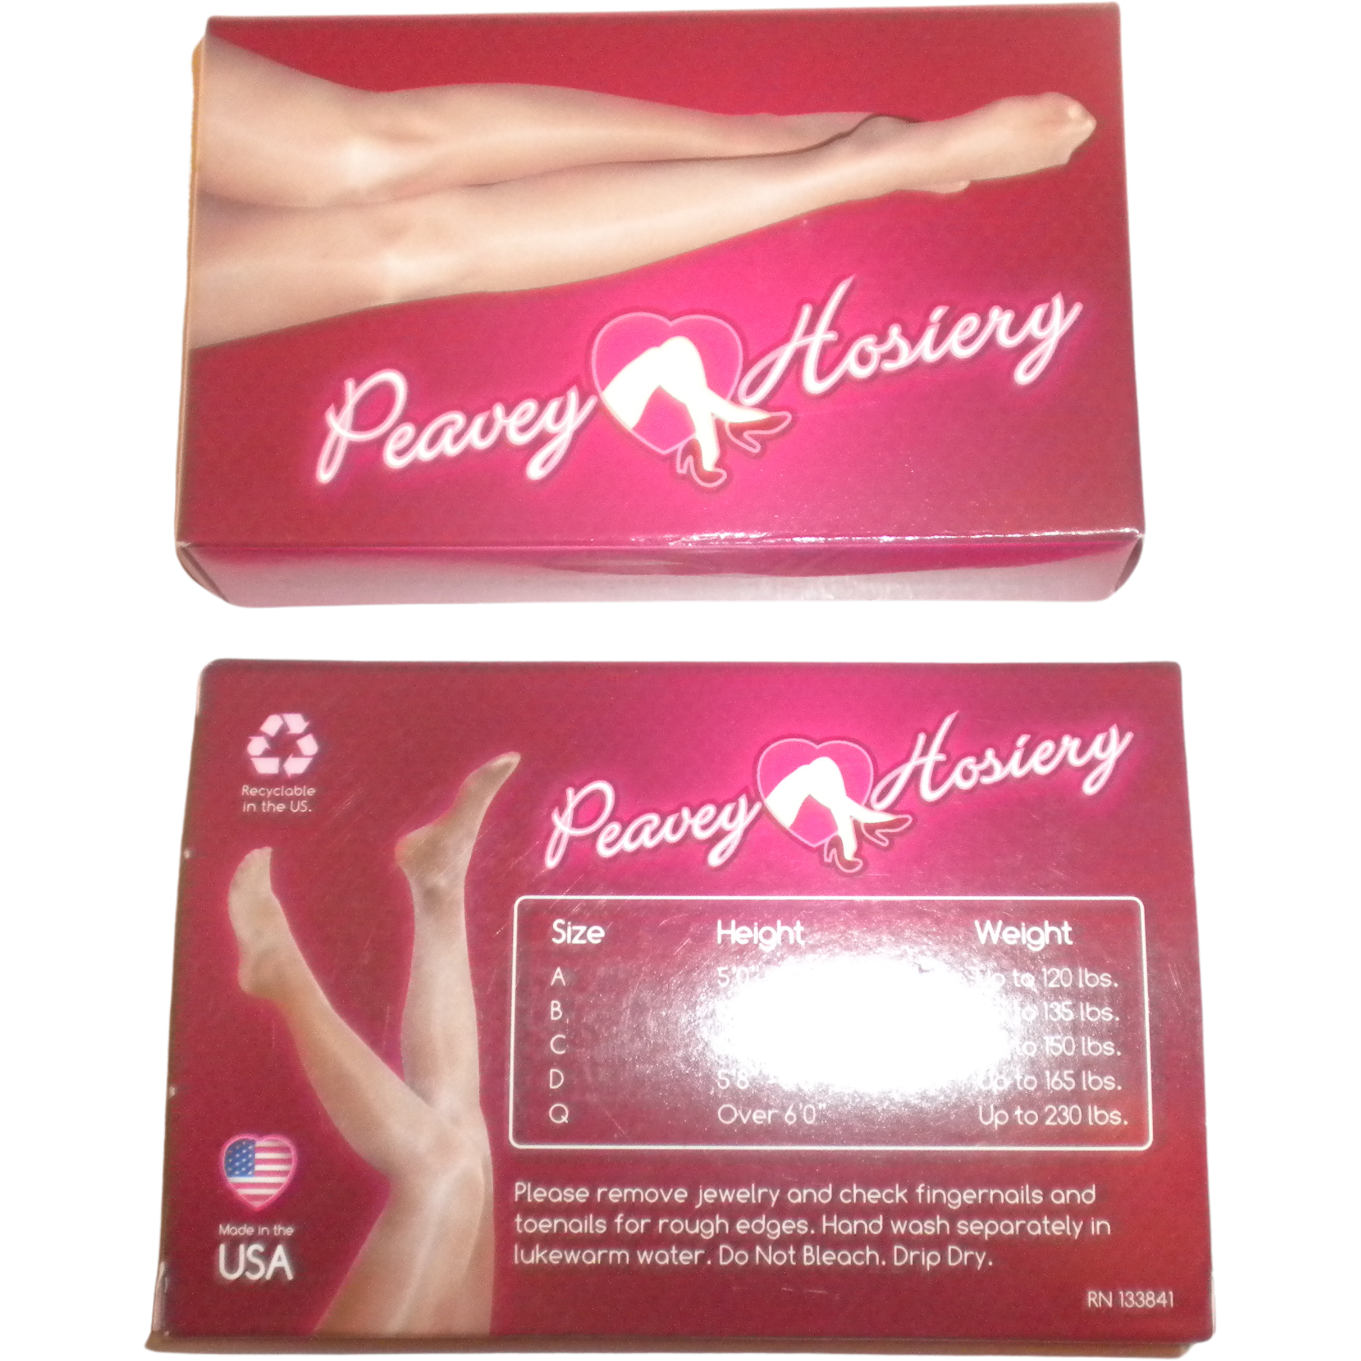 Peavey Hosiery
Recyclable
in the US.
Peavey Hosiery
Size Height Weight
A 5'0" to 120 lbs.
B 135 lbs.
C to 150 lbs.
D 5'8" to 165 lbs.
Q Over 6'0" Up to 230 lbs.
Made in the
USA
Please remove jewelry and check fingernails and
toenails for rough edges. Hand wash separately in
lukewarm water. Do Not Bleach. Drip Dry.
RN 133841